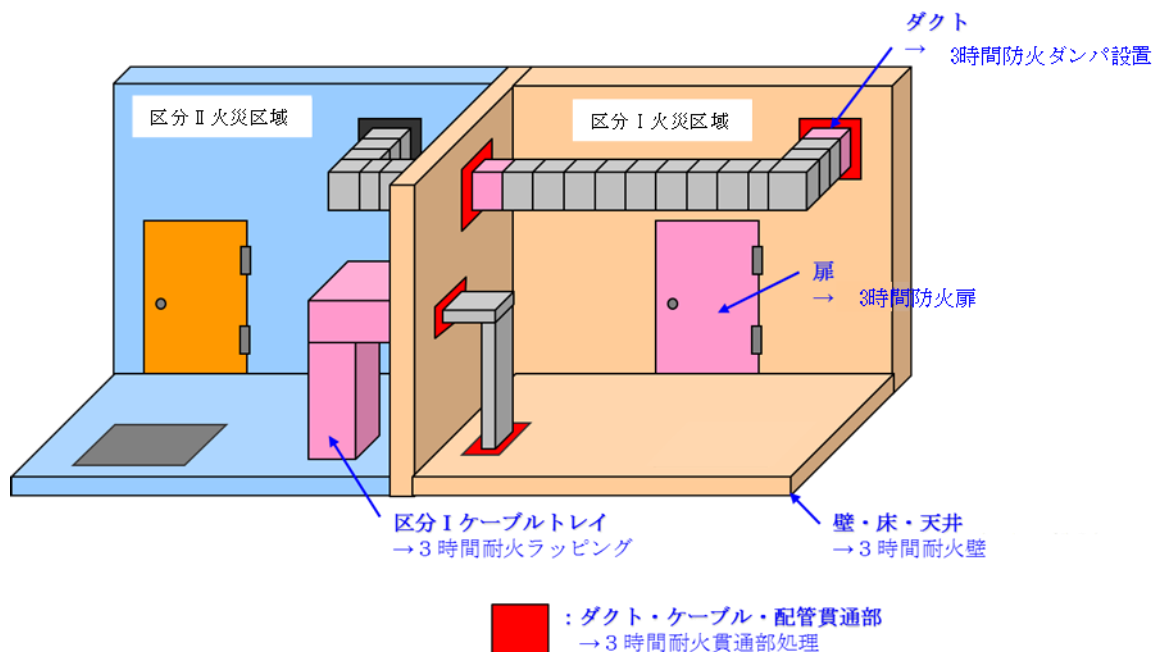 ダクト
→ 3時間防火ダンパ設置
区分Ⅱ火災区域
区分Ⅰ火災区域
扉
→ 3時間防火扉
区分Ⅰケーブルトレイ
→3時間耐火ラッピング
壁・床・天井
→3時間耐火壁
：ダクト・ケーブル・配管貫通部
→3時間耐火貫通部処理